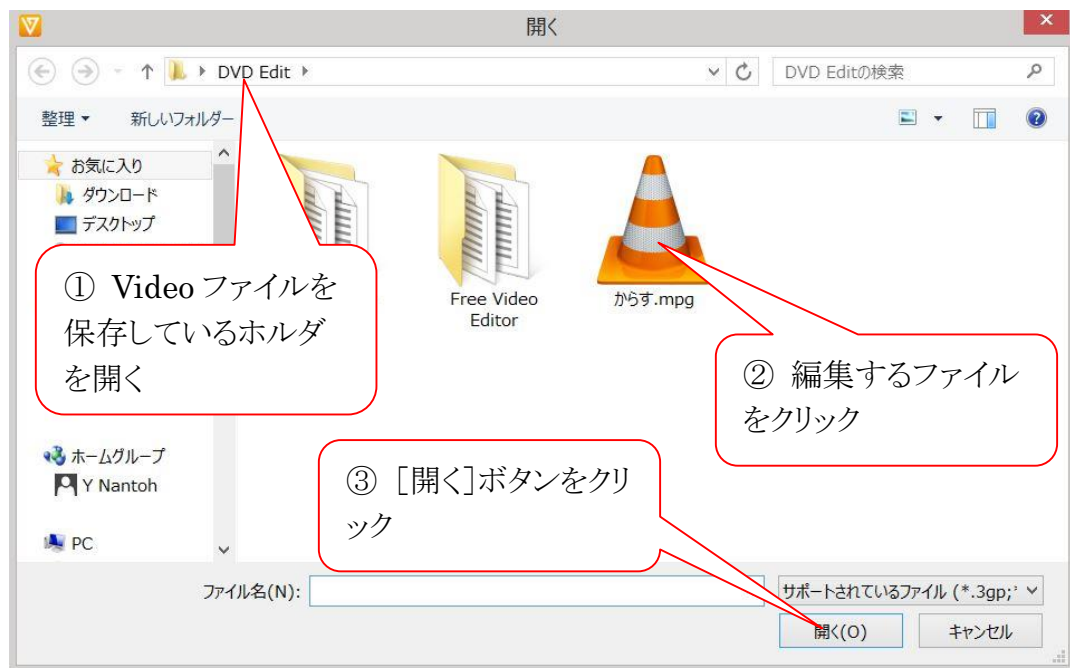 開く
DVD Edit
DVD Editの検索
整理
新しいフォルダー
お気に入り
ダウンロード
デスクトップ
① Video ファイルを
保存しているホルダ
を開く
Free Video
Editor
からす.mpg
② 編集するファイル
をクリック
ホームグループ
Y Nantoh
PC
③ [開く]ボタンをクリ
ック
ファイル名(N):
サポートされているファイル (*.3gp;*
開く(O)
キャンセル